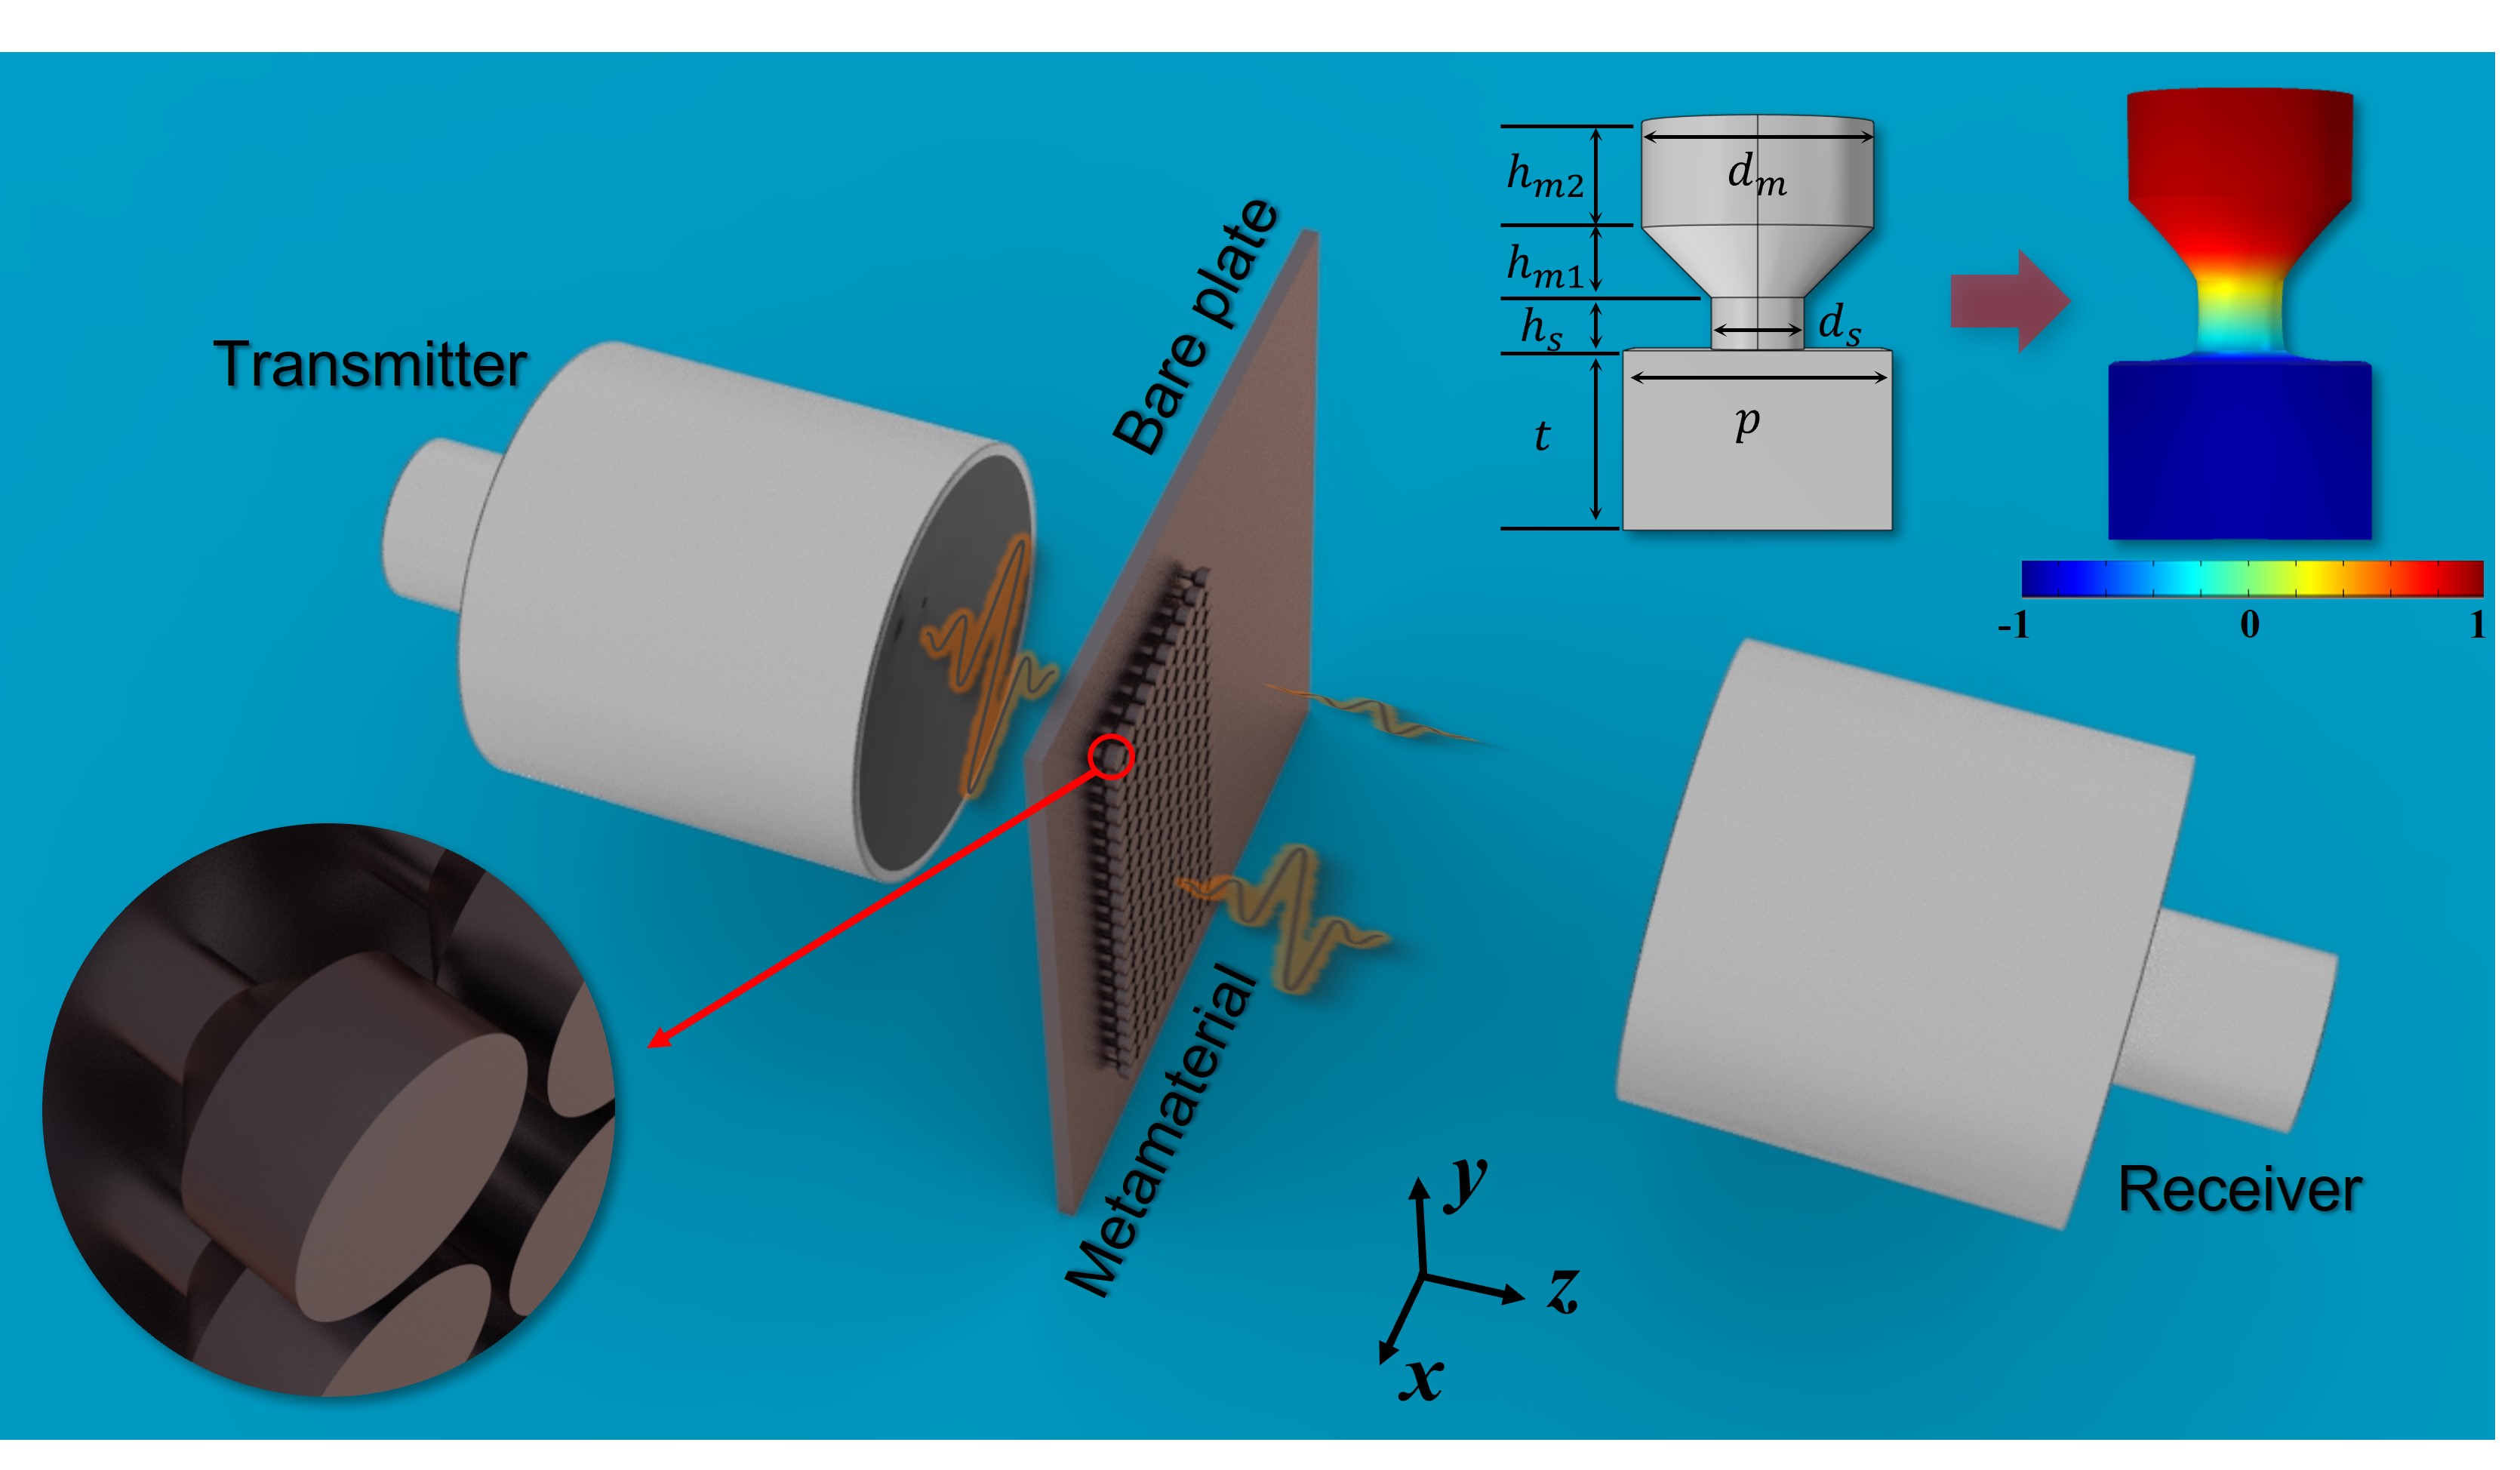 Transmitter
Bare plate
Metamaterial
Receiver
h_{m2}
d_m
h_{m1}
h_s
d_s
t
p
-1 0 1
y
z
x